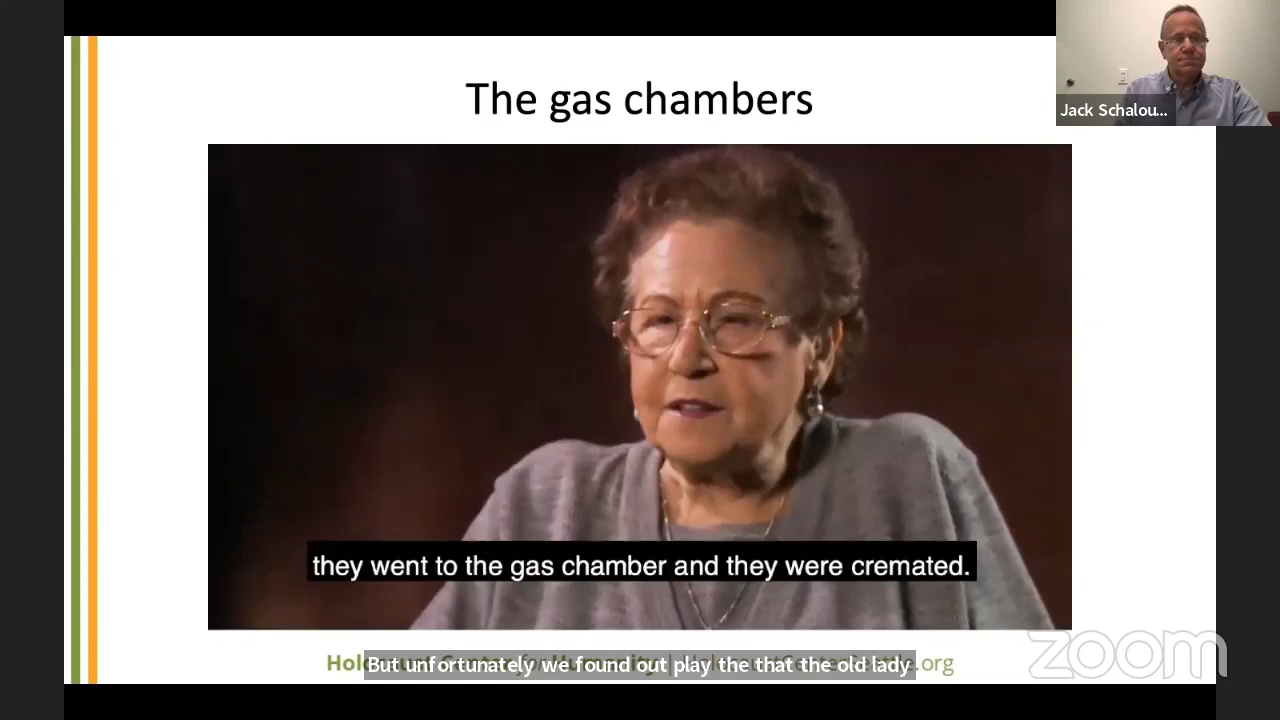 The gas chambers
Jack Schalou...
they went to the gas chamber and they were cremated.
But unfortunately we found out play the that the old lady
.org
zoom